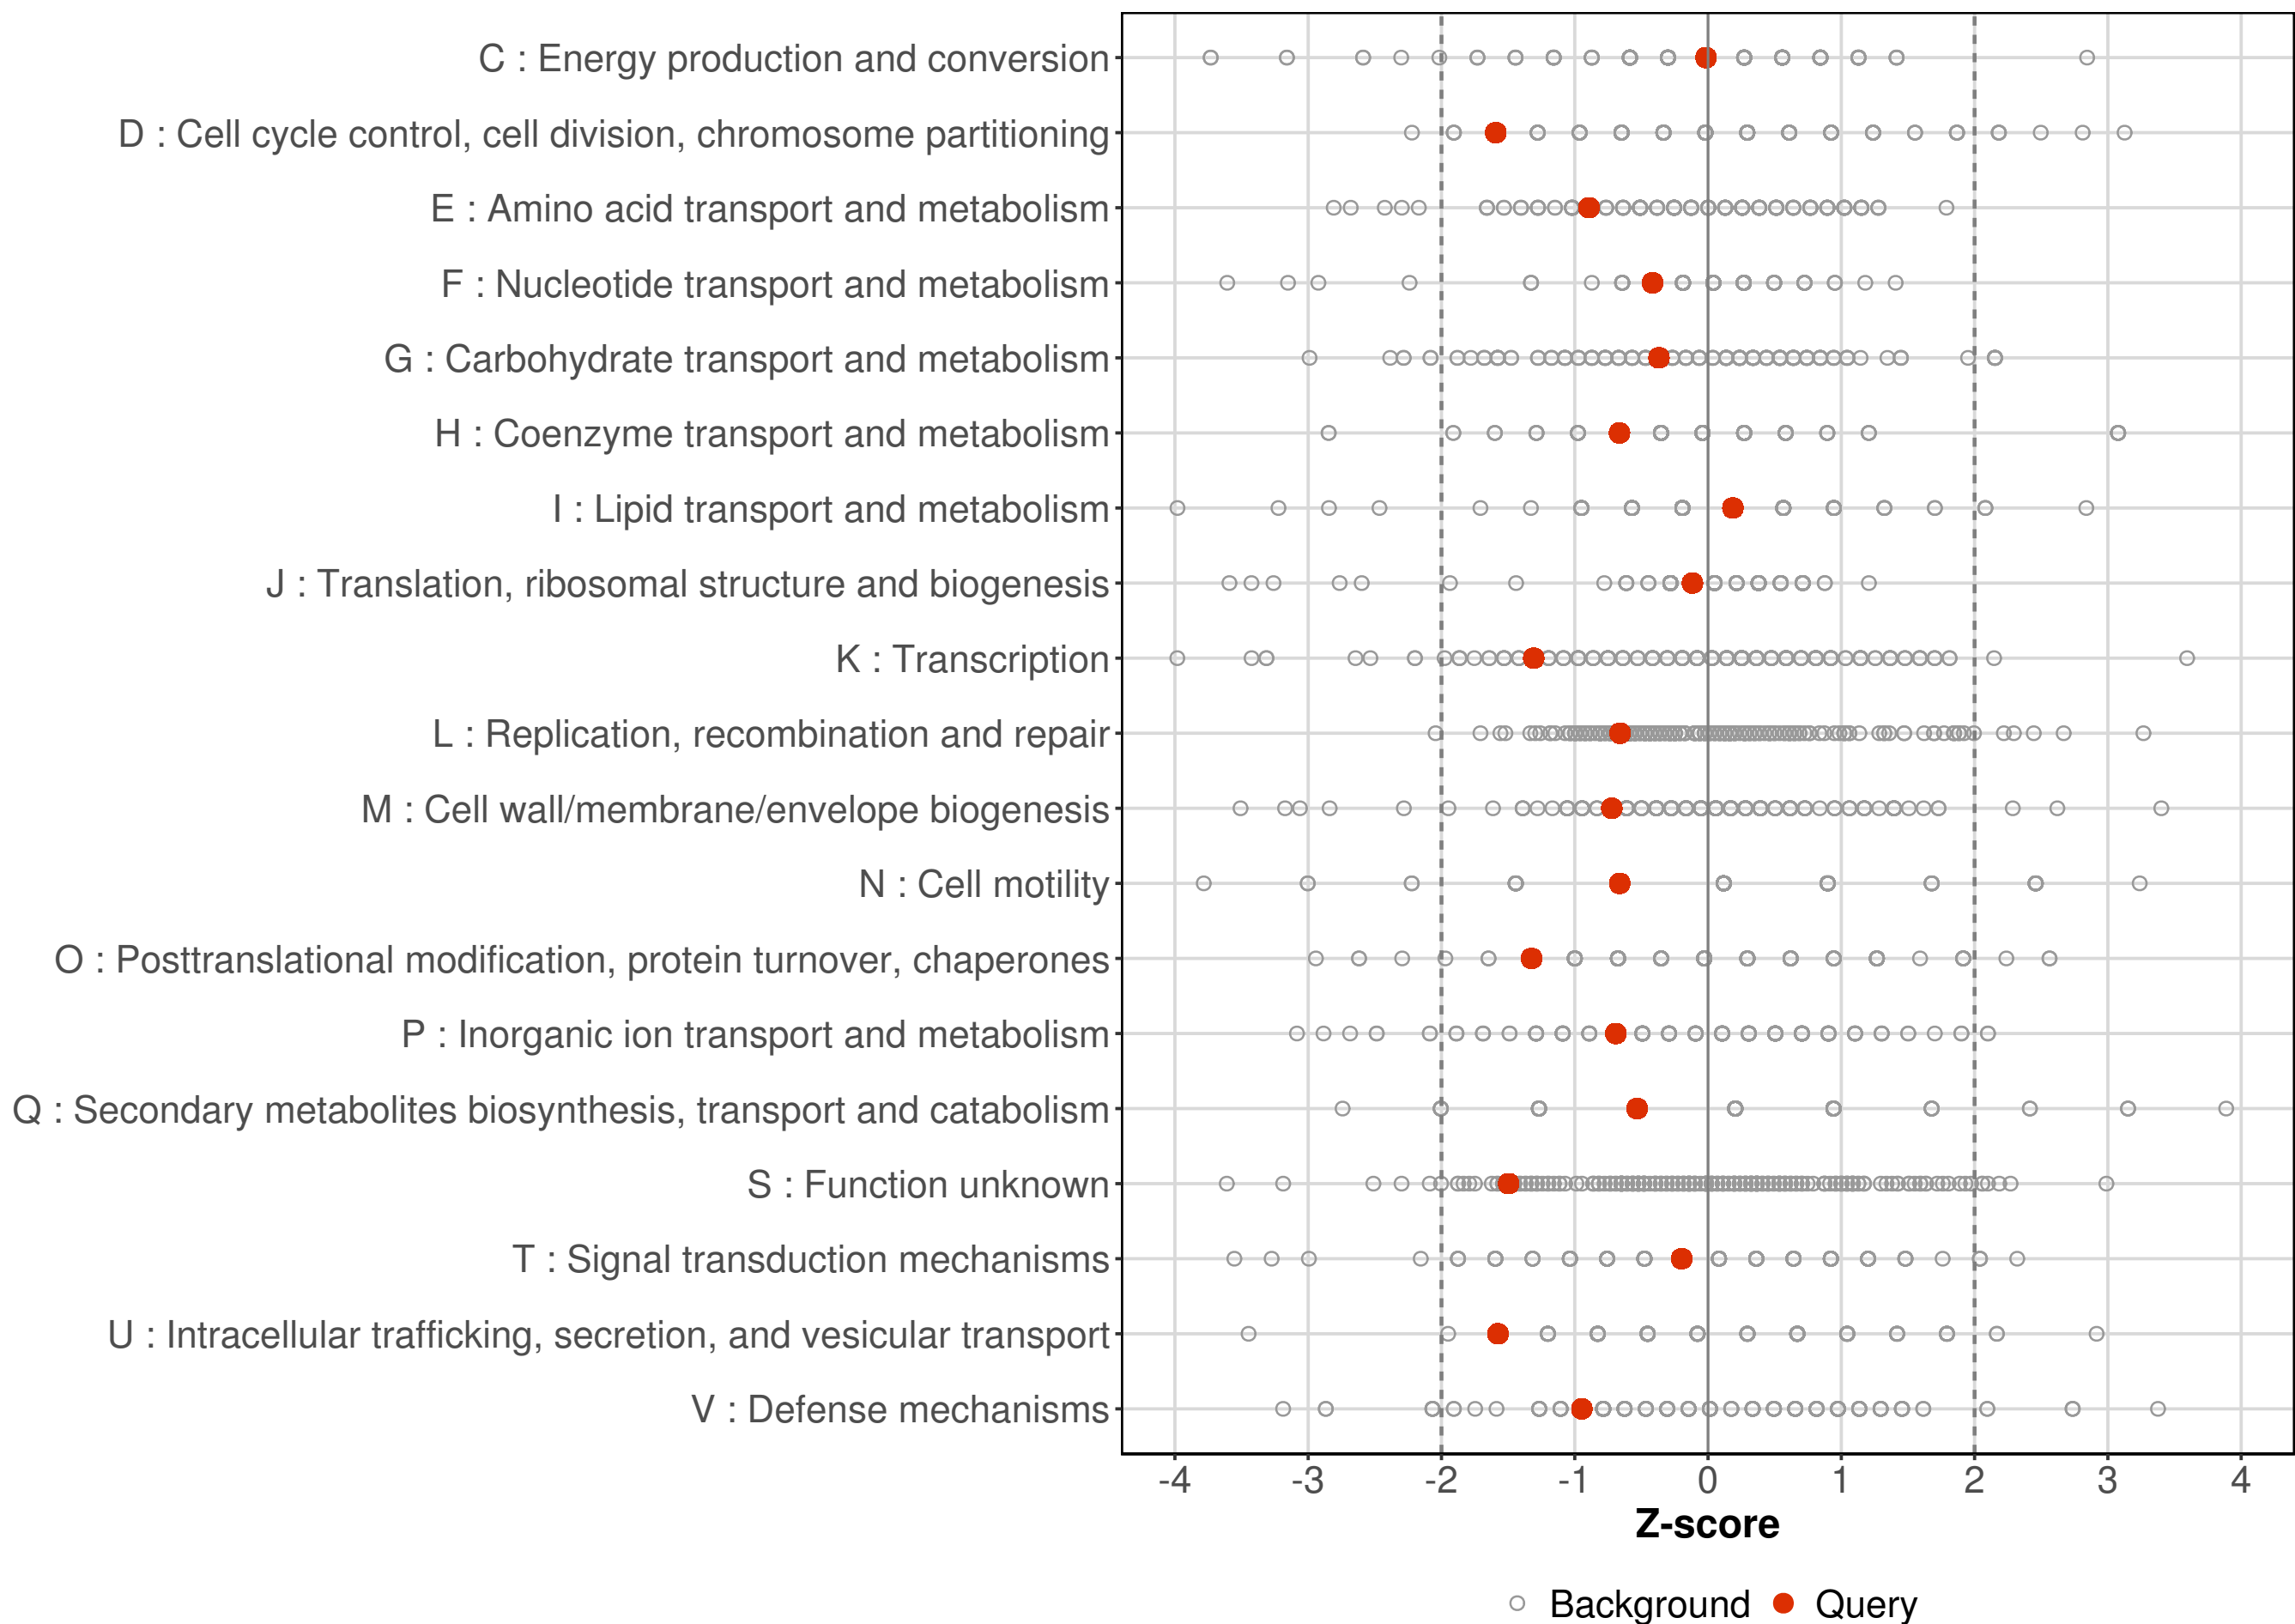 C : Energy production and conversion
D : Cell cycle control, cell division, chromosome partitioning
E : Amino acid transport and metabolism
F : Nucleotide transport and metabolism
G : Carbohydrate transport and metabolism
H : Coenzyme transport and metabolism
I : Lipid transport and metabolism
J : Translation, ribosomal structure and biogenesis
K : Transcription
L : Replication, recombination and repair
M : Cell wall/membrane/envelope biogenesis
N : Cell motility
O : Posttranslational modification, protein turnover, chaperones
P : Inorganic ion transport and metabolism
Q : Secondary metabolites biosynthesis, transport and catabolism
S : Function unknown
T : Signal transduction mechanisms
U : Intracellular trafficking, secretion, and vesicular transport
V : Defense mechanisms
-4 -3 -2 -1 0 1 2 3 4
Z-score
Background Query